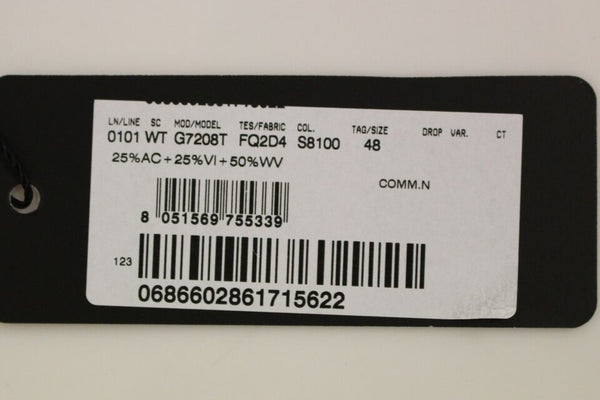 LN/LINE SC MOD/MODEL TES/FABRIC COL. TAG/SIZE DROP VAR. CT
0101 WT G7208T FQ2D4 S8100 48
25%AC+25%VI+50%WV
COMM.N
8 051569 755339
123
0686602861715622